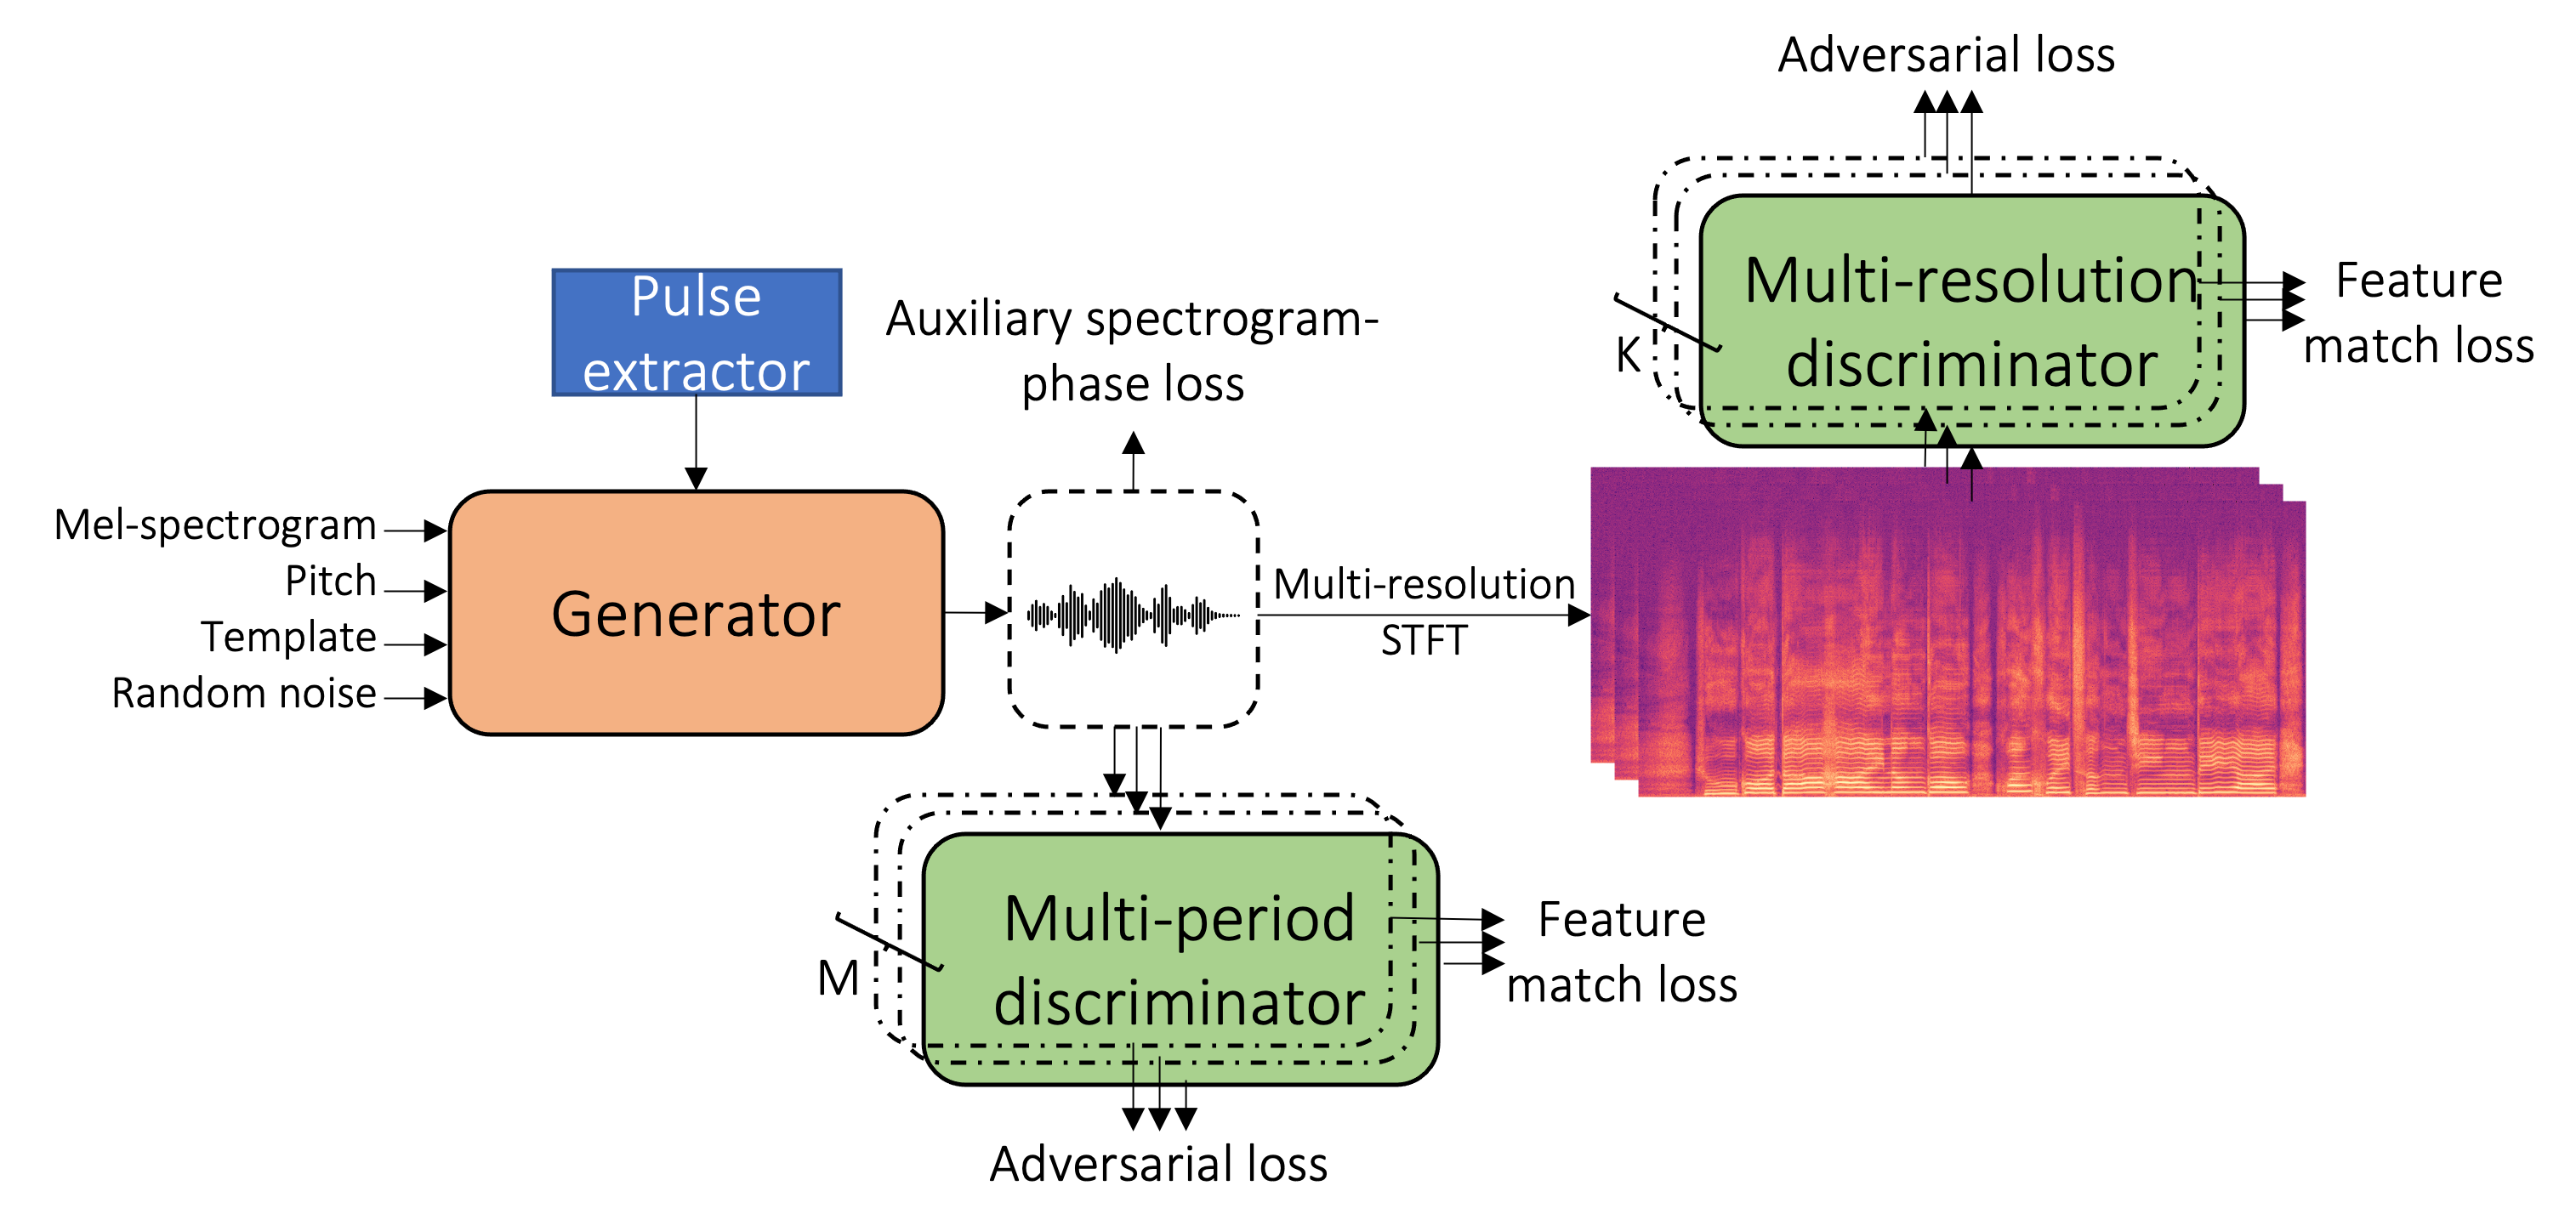 Adversarial loss
Multi-resolution
discriminator
K
Feature
match loss
Pulse
extractor
Auxiliary spectrogram-
phase loss
Mel-spectrogram
Pitch
Template
Random noise
Generator
Multi-resolution
STFT
Multi-period
discriminator
M
Feature
match loss
Adversarial loss